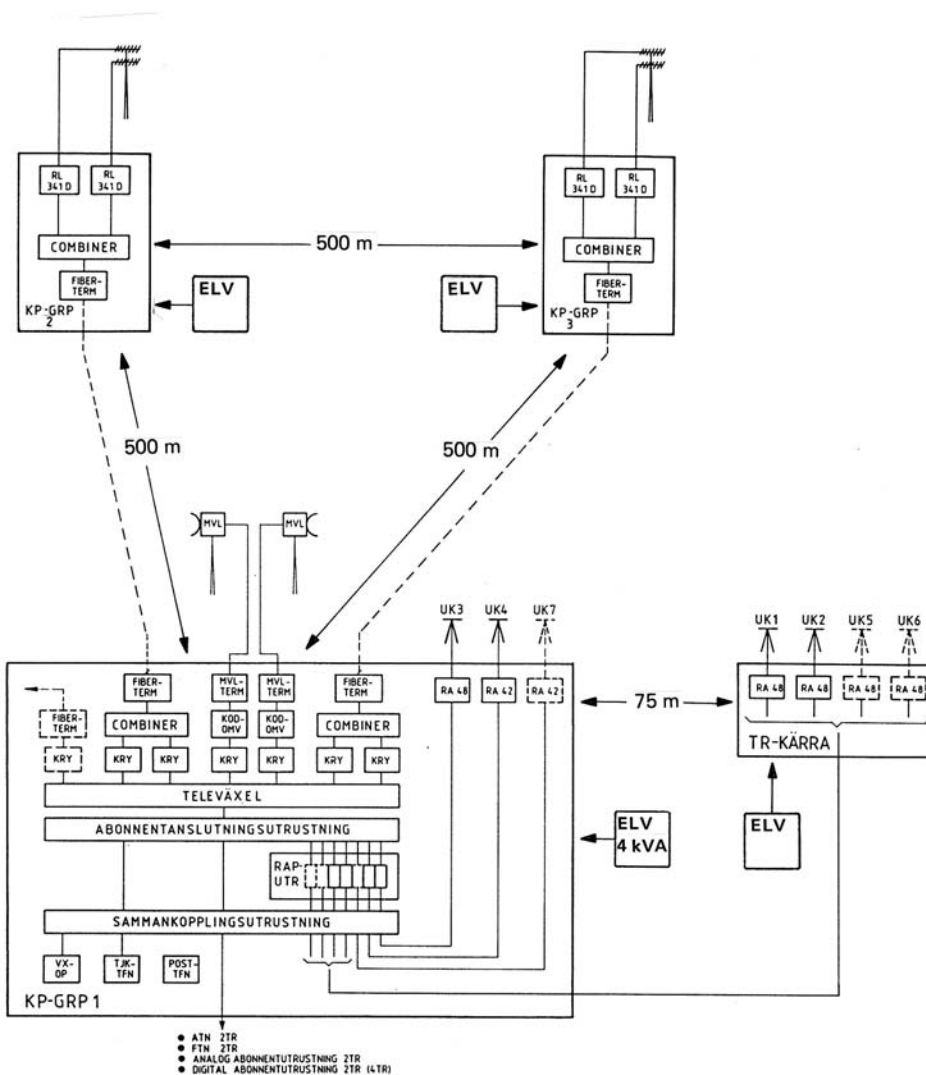 RL
341D
RL
341D
COMBINER
FIBER-
TERM
KP-GRP
2
ELV
500 m
RL
341D
RL
341D
COMBINER
FIBER-
TERM
KP-GRP
3
ELV
500 m
500 m
MVL
MVL
UK3
UK4
UK7
UK1
UK2
UK5
UK6
FIBER-
TERM
MVL-
TERM
MVL-
TERM
FIBER-
TERM
RA 48
RA 42
RA 42
75 m
RA 48
RA 48
RA 48
RA 48
TR-KÄRRA
FIBER-
TERM
COMBINER
KOD-
OMV
KOD-
OMV
COMBINER
KRY
KRY
KRY
KRY
KRY
KRY
KRY
TELEVÄXEL
ABONNENTANSLUTNINGSUTRUSTNING
ELV
4 kVA
ELV
RAP-
UTR
SAMMANKOPPLINGSUTRUSTNING
VX-
OP
TJK-
TFN
POST-
TFN
KP-GRP 1
● ATN 2TR
● FTN 2TR
● ANALOG ABONNENTUTRUSTNING 2TR
● DIGITAL ABONNENTUTRUSTNING 2TR (4TR)